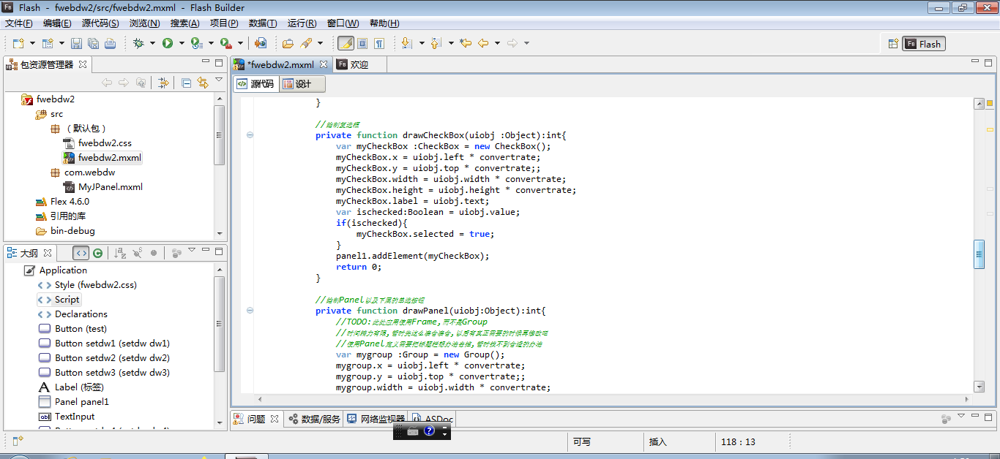 Flash - fwebdw2/src/fwebdw2.mxml - Flash Builder
文件(F) 编辑(E) 源代码(S) 浏览(N) 搜索(A) 项目(P) 数据(T) 运行(R) 窗口(W) 帮助(H)
Fb Flash
包资源管理器
fwebdw2
src
（默认包）
fwebdw2.css
fwebdw2.mxml
com.webdw
MyJPanel.mxml
Flex 4.6.0
引用的库
bin-debug
大纲
Application
Style (fwebdw2.css)
Script
Declarations
Button (test)
Button setdw1 (setdw dw1)
Button setdw2 (setdw dw2)
Button setdw3 (setdw dw3)
Label (标签)
Panel panel1
TextInput
*fwebdw2.mxml
Fb 欢迎
源代码 设计
}
//绘制复选框
private function drawCheckBox(uiobj :Object):int{
var myCheckBox :CheckBox = new CheckBox();
myCheckBox.x = uiobj.left * convertrate;
myCheckBox.y = uiobj.top * convertrate;;
myCheckBox.width = uiobj.width * convertrate;
myCheckBox.height = uiobj.height * convertrate;
myCheckBox.label = uiobj.text;
var ischecked:Boolean = uiobj.value;
if(ischecked){
myCheckBox.selected = true;
}
panel1.addElement(myCheckBox);
return 0;
}
//绘制Panel以及下层的单选按钮
private function drawPanel(uiobj:Object):int{
//TODO:此处应用使用Frame,而不是Group
//时间精力有限,暂时先这么凑合凑合,以后有真正需要的时候再修改吧
//使用Panel定义需要把标题栏想办法去掉,暂时找不到合适的办法
var mygroup :Group = new Group();
mygroup.x = uiobj.left * convertrate;
mygroup.y = uiobj.top * convertrate;;
mygroup.width = uiobj.width * convertrate;
问题 数据/服务 网络监视器 ASDoc
可写 插入 118 : 13